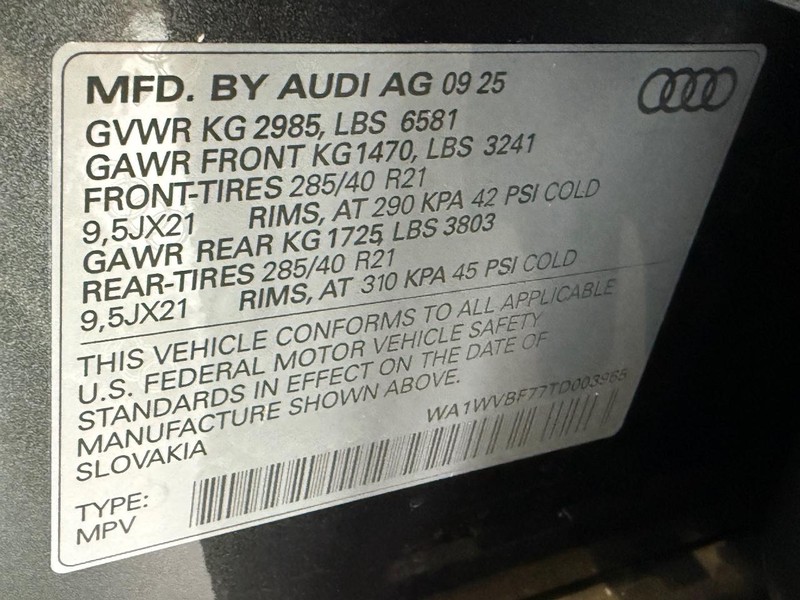 MFD. BY AUDI AG 09 25
GVWR KG 2985, LBS 6581
GAWR FRONT KG 1470, LBS 3241
FRONT-TIRES 285/40 R21
9,5JX21 RIMS, AT 290 KPA 42 PSI COLD
GAWR REAR KG 1725, LBS 3803
REAR-TIRES 285/40 R21
9,5JX21 RIMS, AT 310 KPA 45 PSI COLD
THIS VEHICLE CONFORMS TO ALL APPLICABLE
U.S. FEDERAL MOTOR VEHICLE SAFETY
STANDARDS IN EFFECT ON THE DATE OF
MANUFACTURE SHOWN ABOVE.
SLOVAKIA
WA1WVBF77TD003965
TYPE:
MPV